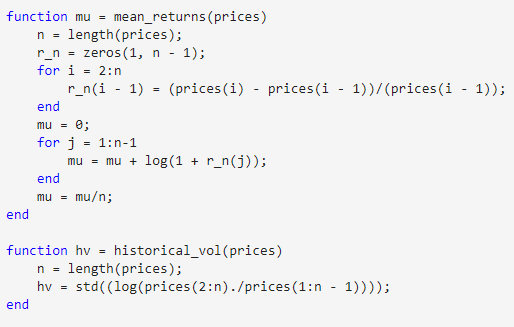 function mu = mean_returns(prices)
    n = length(prices);
    r_n = zeros(1, n - 1);
    for i = 2:n
        r_n(i - 1) = (prices(i) - prices(i - 1))/(prices(i - 1));
    end
    mu = 0;
    for j = 1:n-1
        mu = mu + log(1 + r_n(j));
    end
    mu = mu/n;
end

function hv = historical_vol(prices)
    n = length(prices);
    hv = std((log(prices(2:n)./prices(1:n - 1))));
end